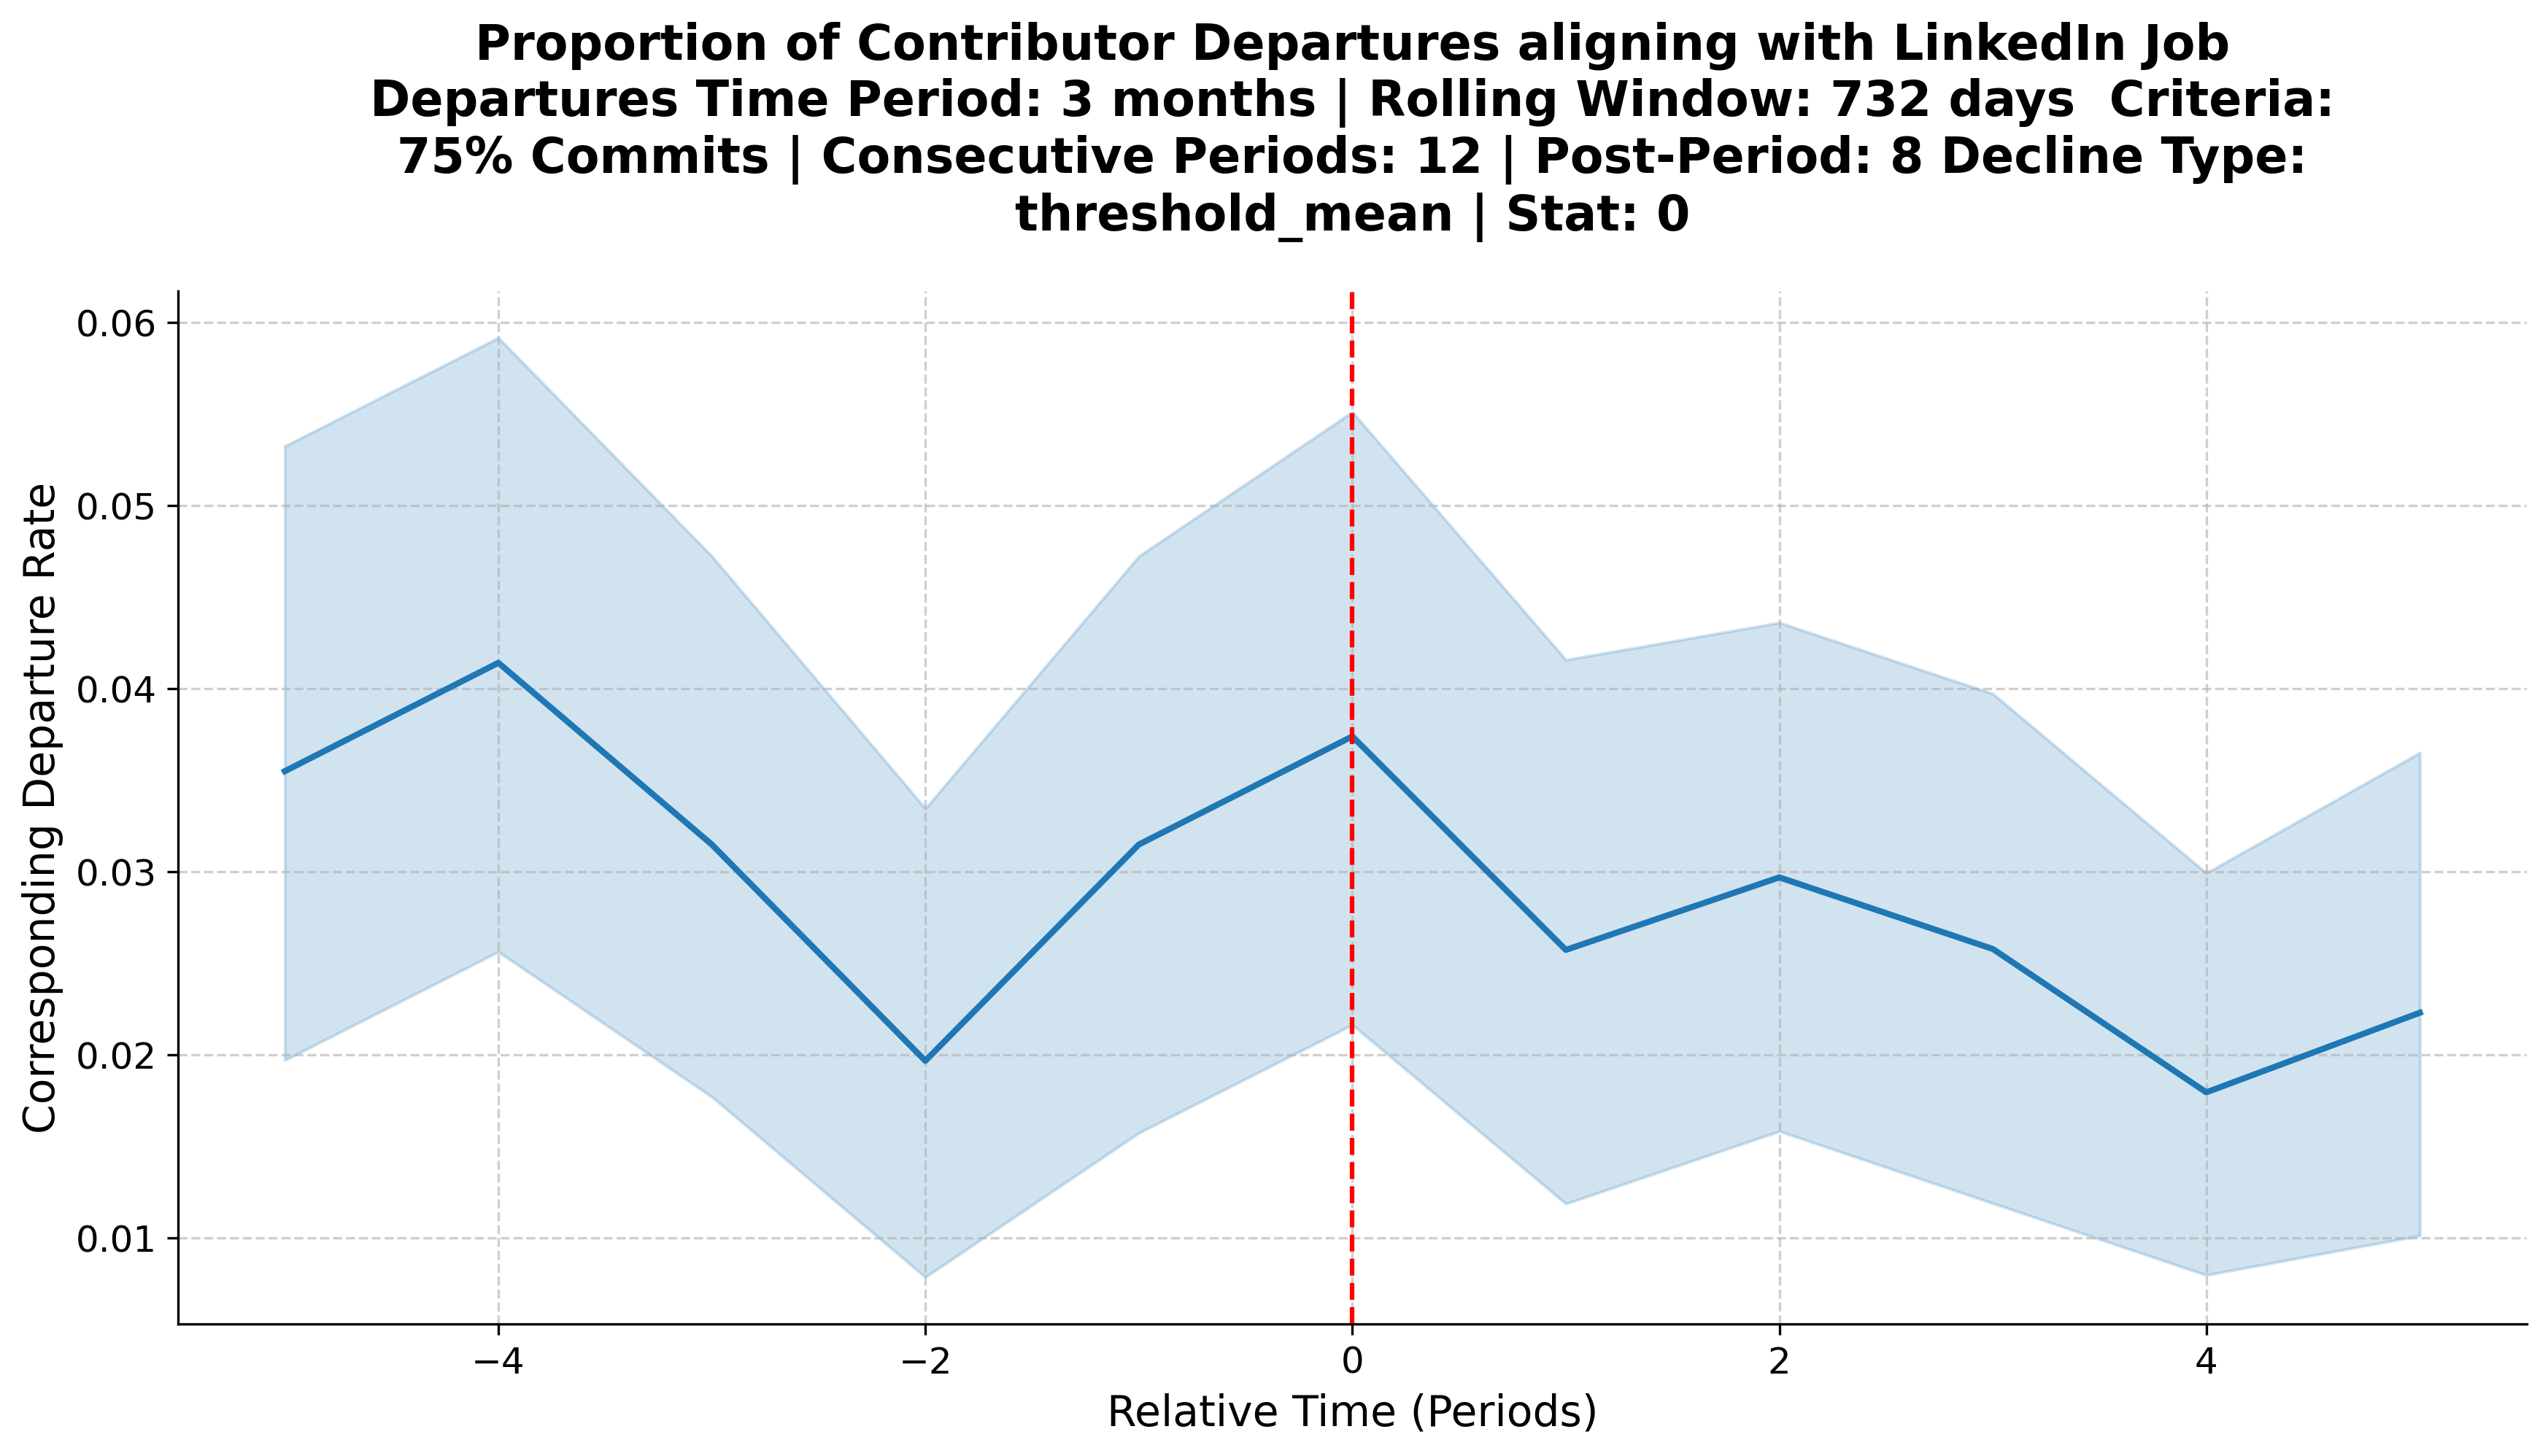 Proportion of Contributor Departures aligning with LinkedIn Job
Departures Time Period: 3 months | Rolling Window: 732 days  Criteria:
75% Commits | Consecutive Periods: 12 | Post-Period: 8 Decline Type:
threshold_mean | Stat: 0
Corresponding Departure Rate
0.06
0.05
0.04
0.03
0.02
0.01
−4
−2
0
2
4
Relative Time (Periods)